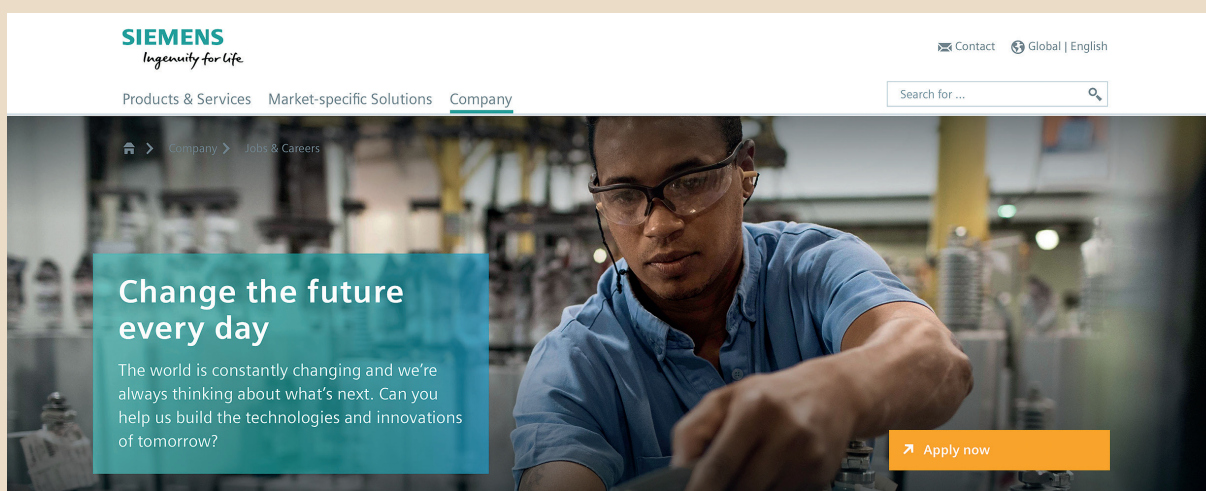 SIEMENS
Ingenuity for life
Contact
Global | English
Products & Services
Market-specific Solutions
Company
Search for ...
Company
Jobs & Careers
Change the future
every day
The world is constantly changing and we’re
always thinking about what’s next. Can you
help us build the technologies and innovations
of tomorrow?
Apply now